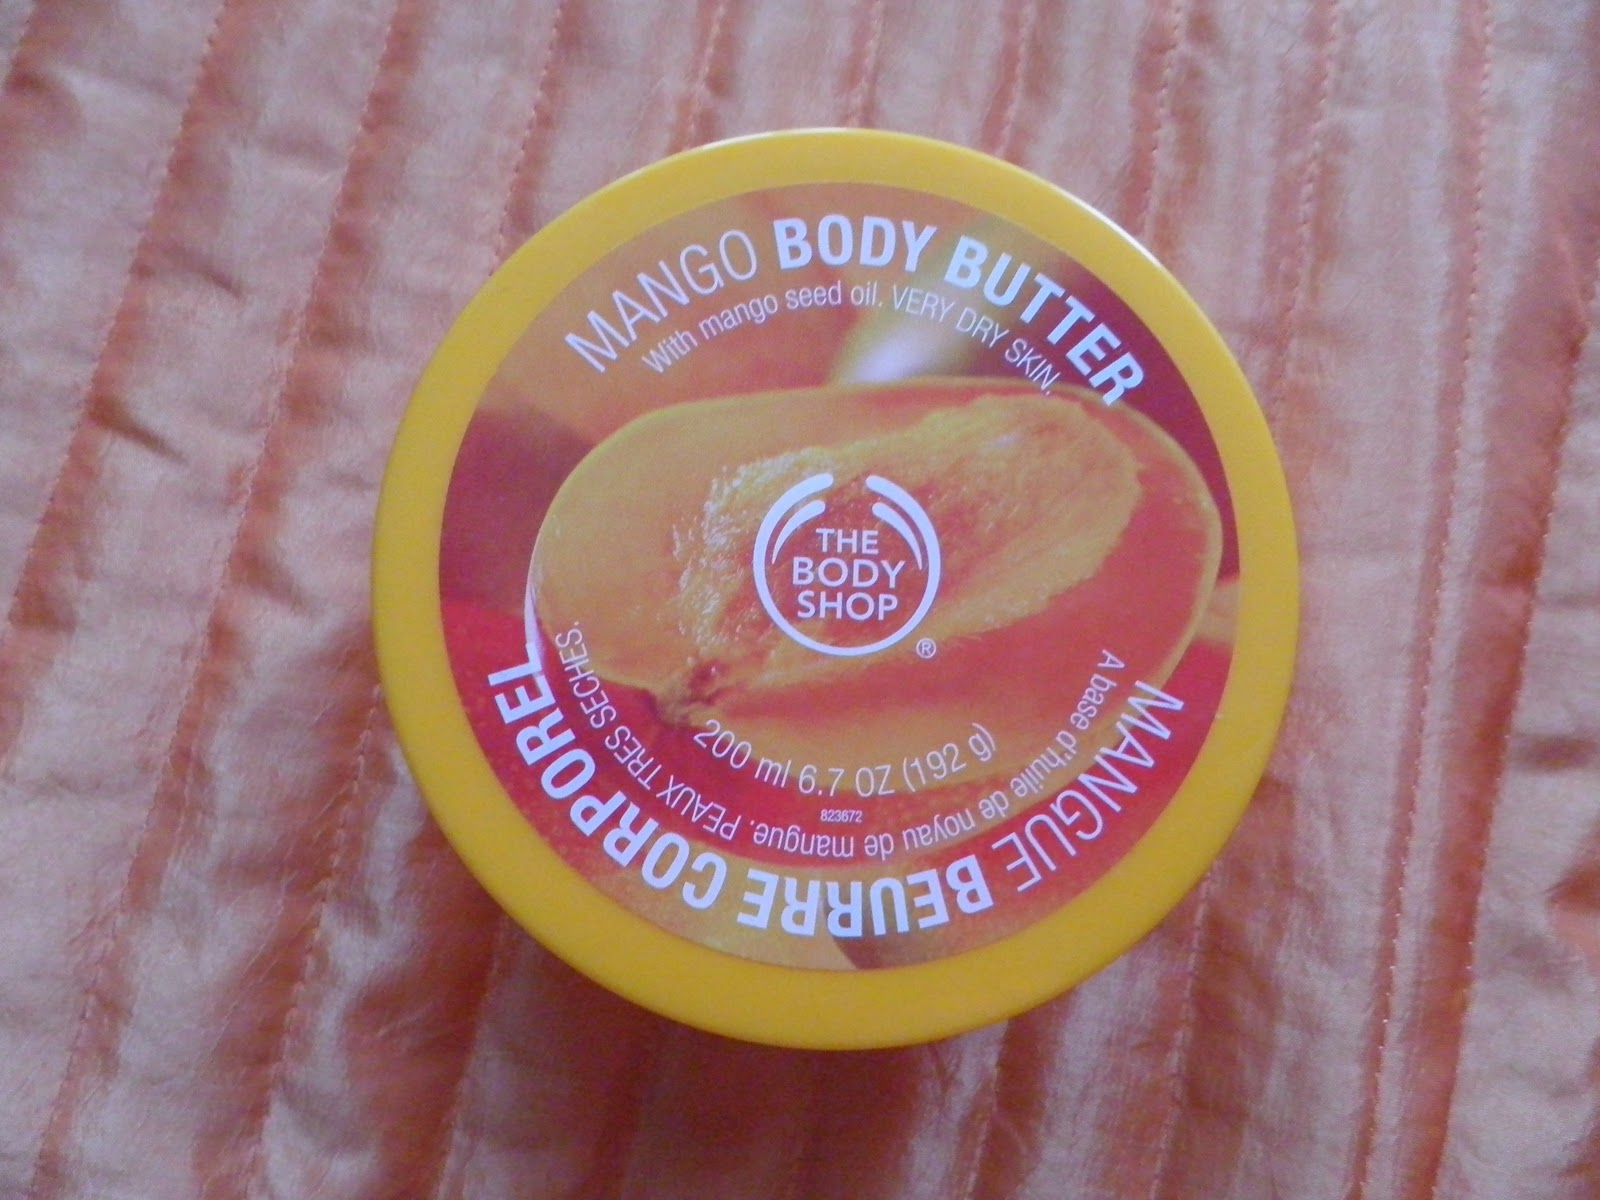 MANGO BODY BUTTER
With mango seed oil. VERY DRY SKIN.
THE
BODY
SHOP
®
200 ml 6.7 OZ (192 g)
823672
MANGUE BEURRE CORPOREL
A base d'huile de noyau de mangue. PEAUX TRES SECHES.